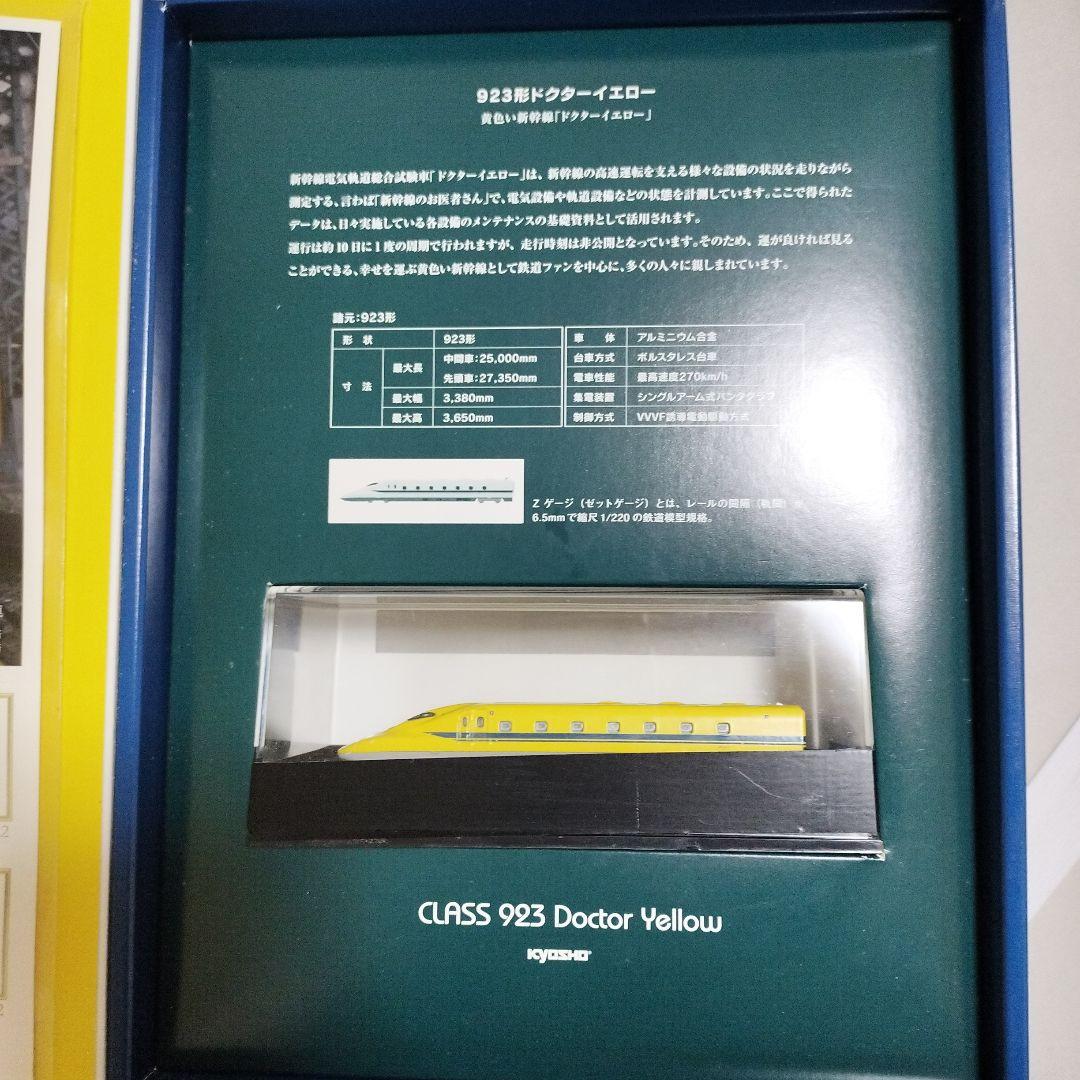 923形ドクターイエロー
黄色い新幹線「ドクターイエロー」
新幹線電気軌道総合試験車「ドクターイエロー」は、新幹線の高速運転を支える様々な設備の状況を走りながら
測定する、言わば「新幹線のお医者さん」で、電気設備や軌道設備などの状態を計測しています。ここで得られた
データは、日々実施している各設備のメンテナンスの基礎資料として活用されます。
運行は約10日に1度の周期で行われますが、走行時刻は非公開となっています。そのため、運が良ければ見る
ことができる、幸せを運ぶ黄色い新幹線として鉄道ファンを中心に、多くの人々に親しまれています。
諸元:923形
形 状 923形 車 体 アルミニウム合金
寸 法 最大長 中間車:25,000mm 台車方式 ボルスタレス台車
先頭車:27,350mm 電車性能 最高速度270km/h
最大幅 3,380mm 集電装置 シングルアーム式パンタグラフ
最大高 3,650mm 制御方式 VVVF誘導電動駆動方式
Z ゲージ（ゼットゲージ）とは、レールの間隔（軌間）が
6.5mmで縮尺1/220の鉄道模型規格。
CLASS 923 Doctor Yellow
KYOSHO